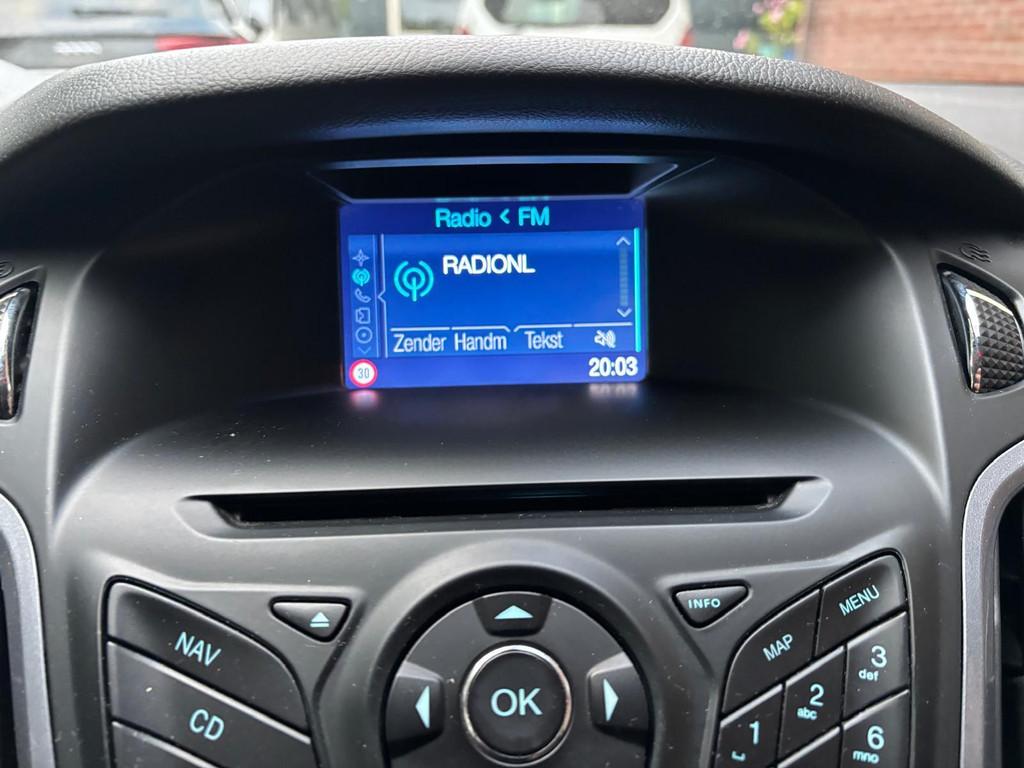 Radio < FM
RADIONL
Zender Handm Tekst
30
20:03
INFO
MENU
NAV
MAP
3
def
CD
2
abc
OK
1
6
mno